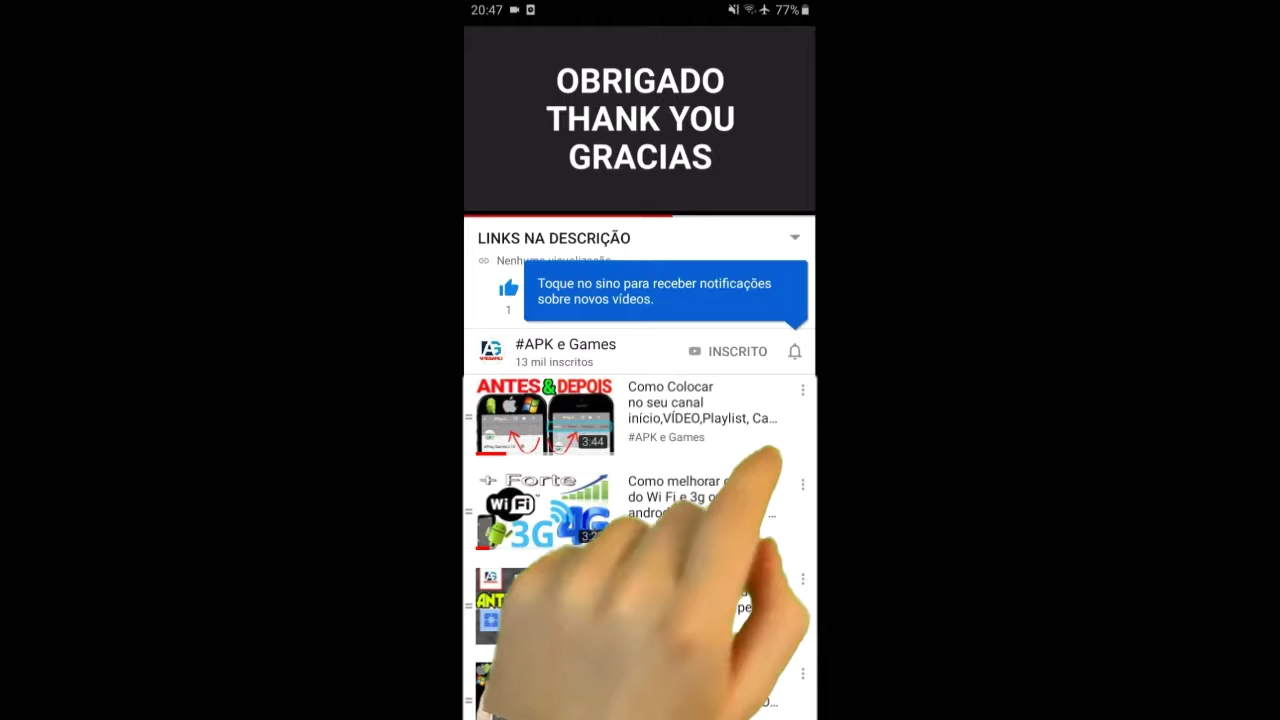 20:47
77%
OBRIGADO
THANK YOU
GRACIAS
LINKS NA DESCRIÇÃO
Toque no sino para receber notificações
sobre novos vídeos.
1
#APK e Games
13 mil inscritos
INSCRITO
ANTES&DEPOIS
3:44
Como Colocar
no seu canal
início,VÍDEO,Playlist, Ca...
#APK e Games
+ Forte
WiFi
3G
4G
Como melhorar
do Wi Fi e 3g